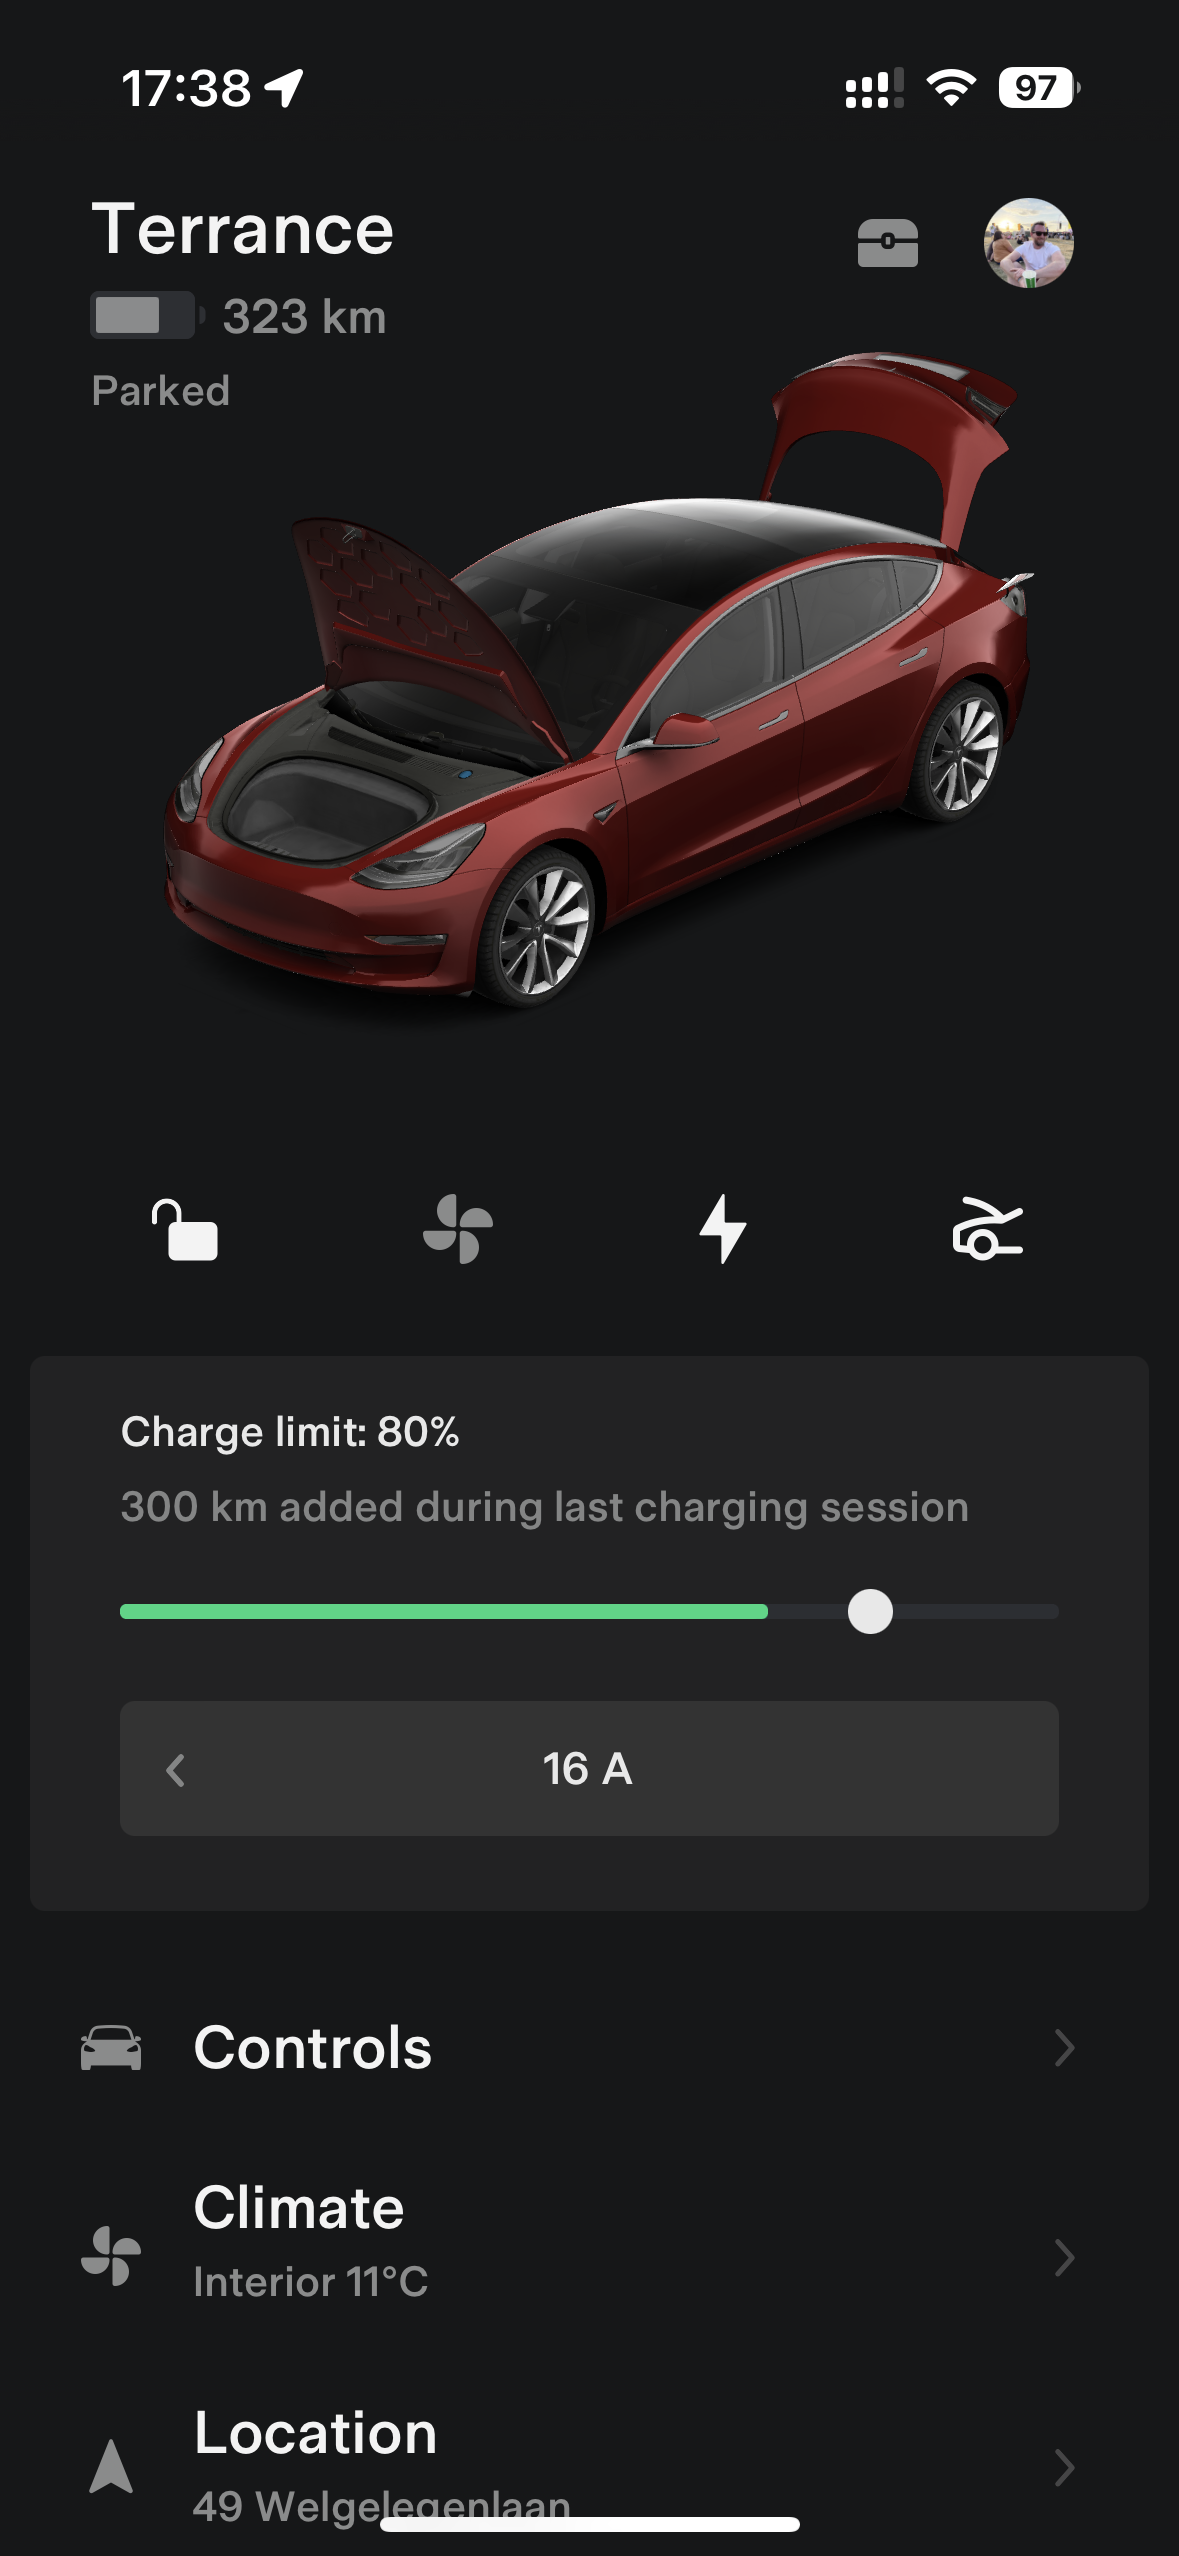 17:38
97
Terrance
323 km
Parked
Charge limit: 80%
300 km added during last charging session
16 A
Controls
Climate
Interior 11°C
Location
49 Welgelegenlaan